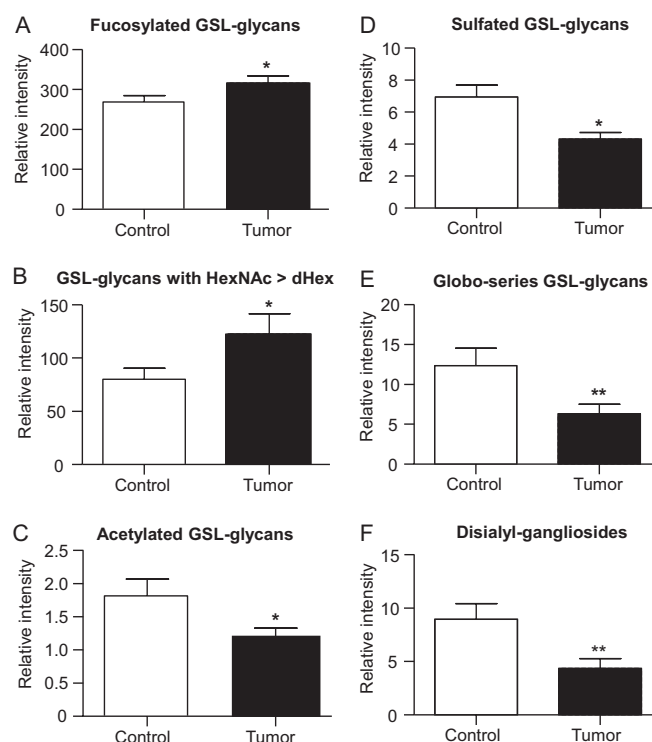 A
Fucosylated GSL-glycans
Relative intensity
400
300
200
100
0
*
Control
Tumor
B
GSL-glycans with HexNAc > dHex
Relative intensity
150
100
50
0
*
Control
Tumor
C
Acetylated GSL-glycans
Relative intensity
2.5
2.0
1.5
1.0
0.5
0
*
Control
Tumor
D
Sulfated GSL-glycans
Relative intensity
10
8
6
4
2
0
*
Control
Tumor
E
Globo-series GSL-glycans
Relative intensity
20
15
10
5
0
**
Control
Tumor
F
Disialyl-gangliosides
Relative intensity
15
10
5
0
**
Control
Tumor